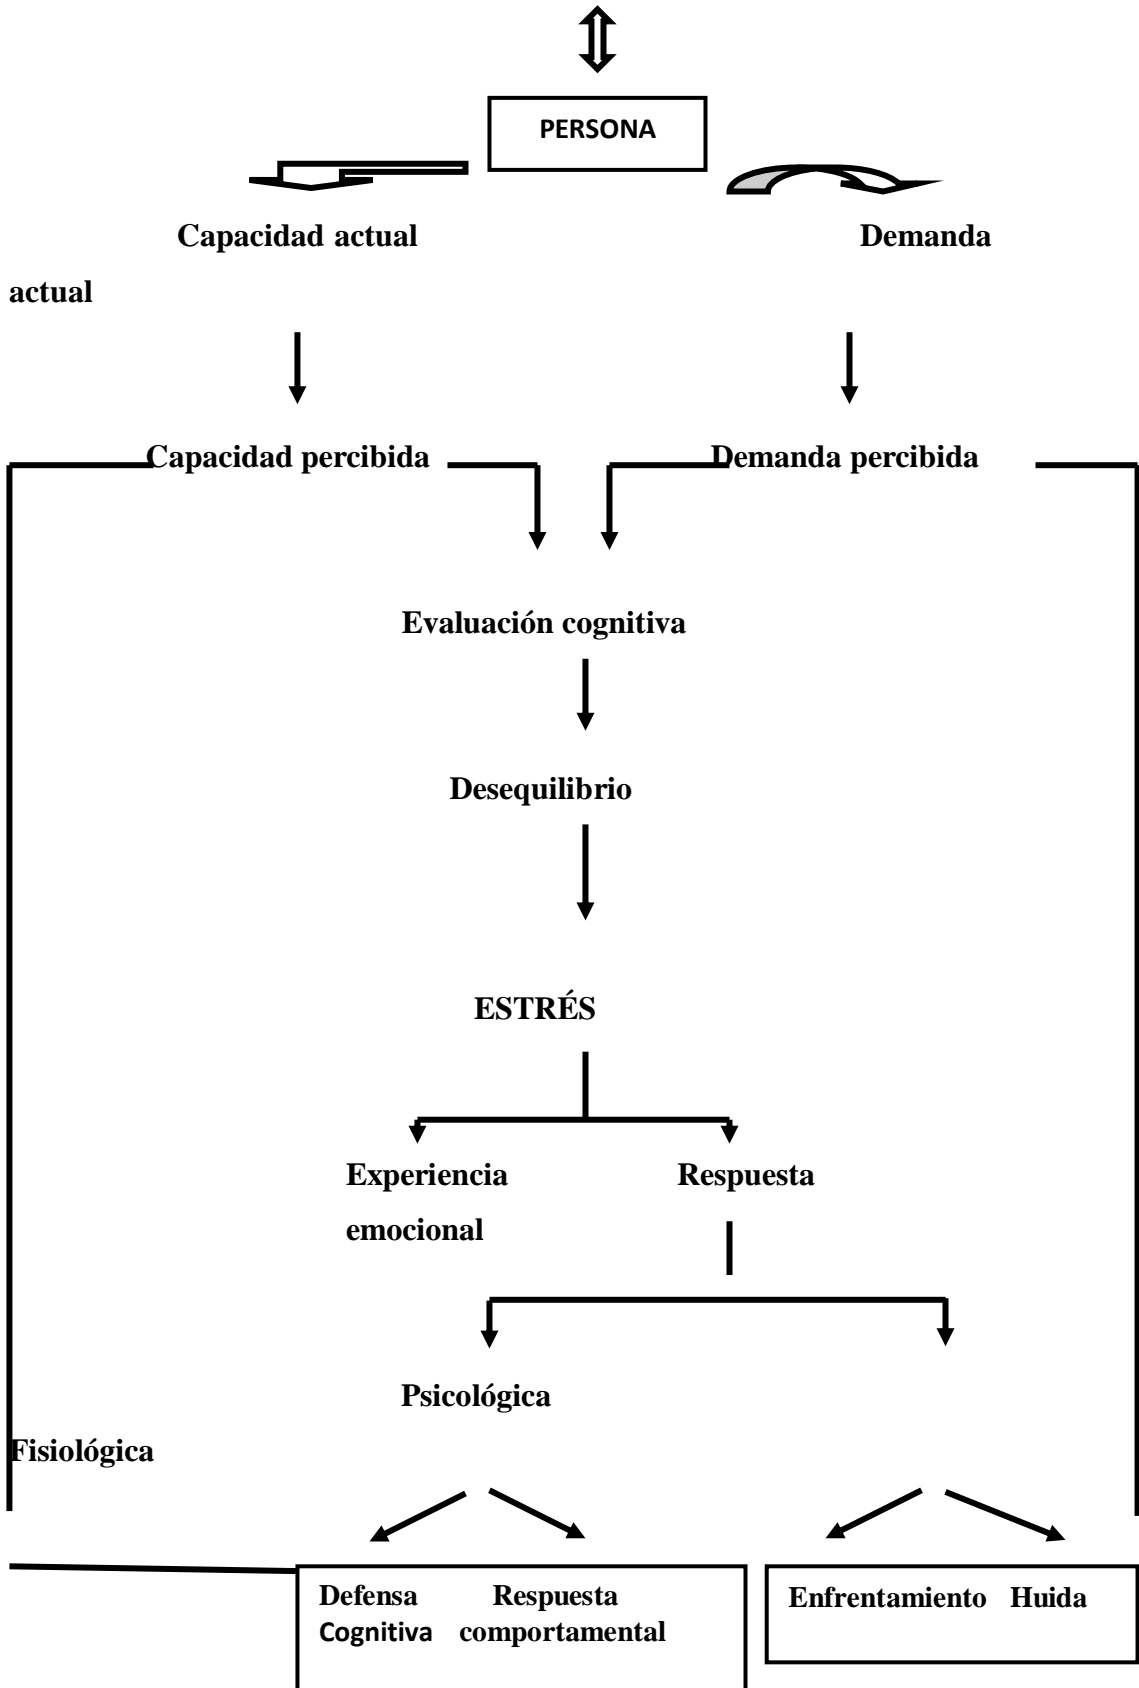 PERSONA
Capacidad actual Demanda
actual
Capacidad percibida Demanda percibida
Evaluación cognitiva
Desequilibrio
ESTRÉS
Experiencia Respuesta
emocional
Psicológica
Fisiológica
Defensa Respuesta Enfrentamiento Huida
Cognitiva comportamental